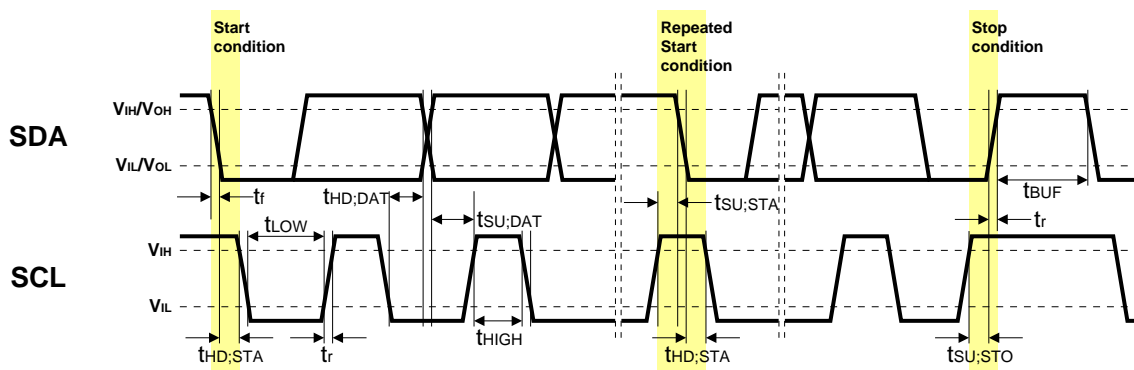 Start
condition
Repeated
Start
condition
Stop
condition
SDA
VIH/VOH
VIL/VOL
tf
tHD;DAT
tSU;DAT
tSU;STA
tBUF
tr
tLOW
SCL
VIH
VIL
tHD;STA
tr
tHIGH
tHD;STA
tSU;STO